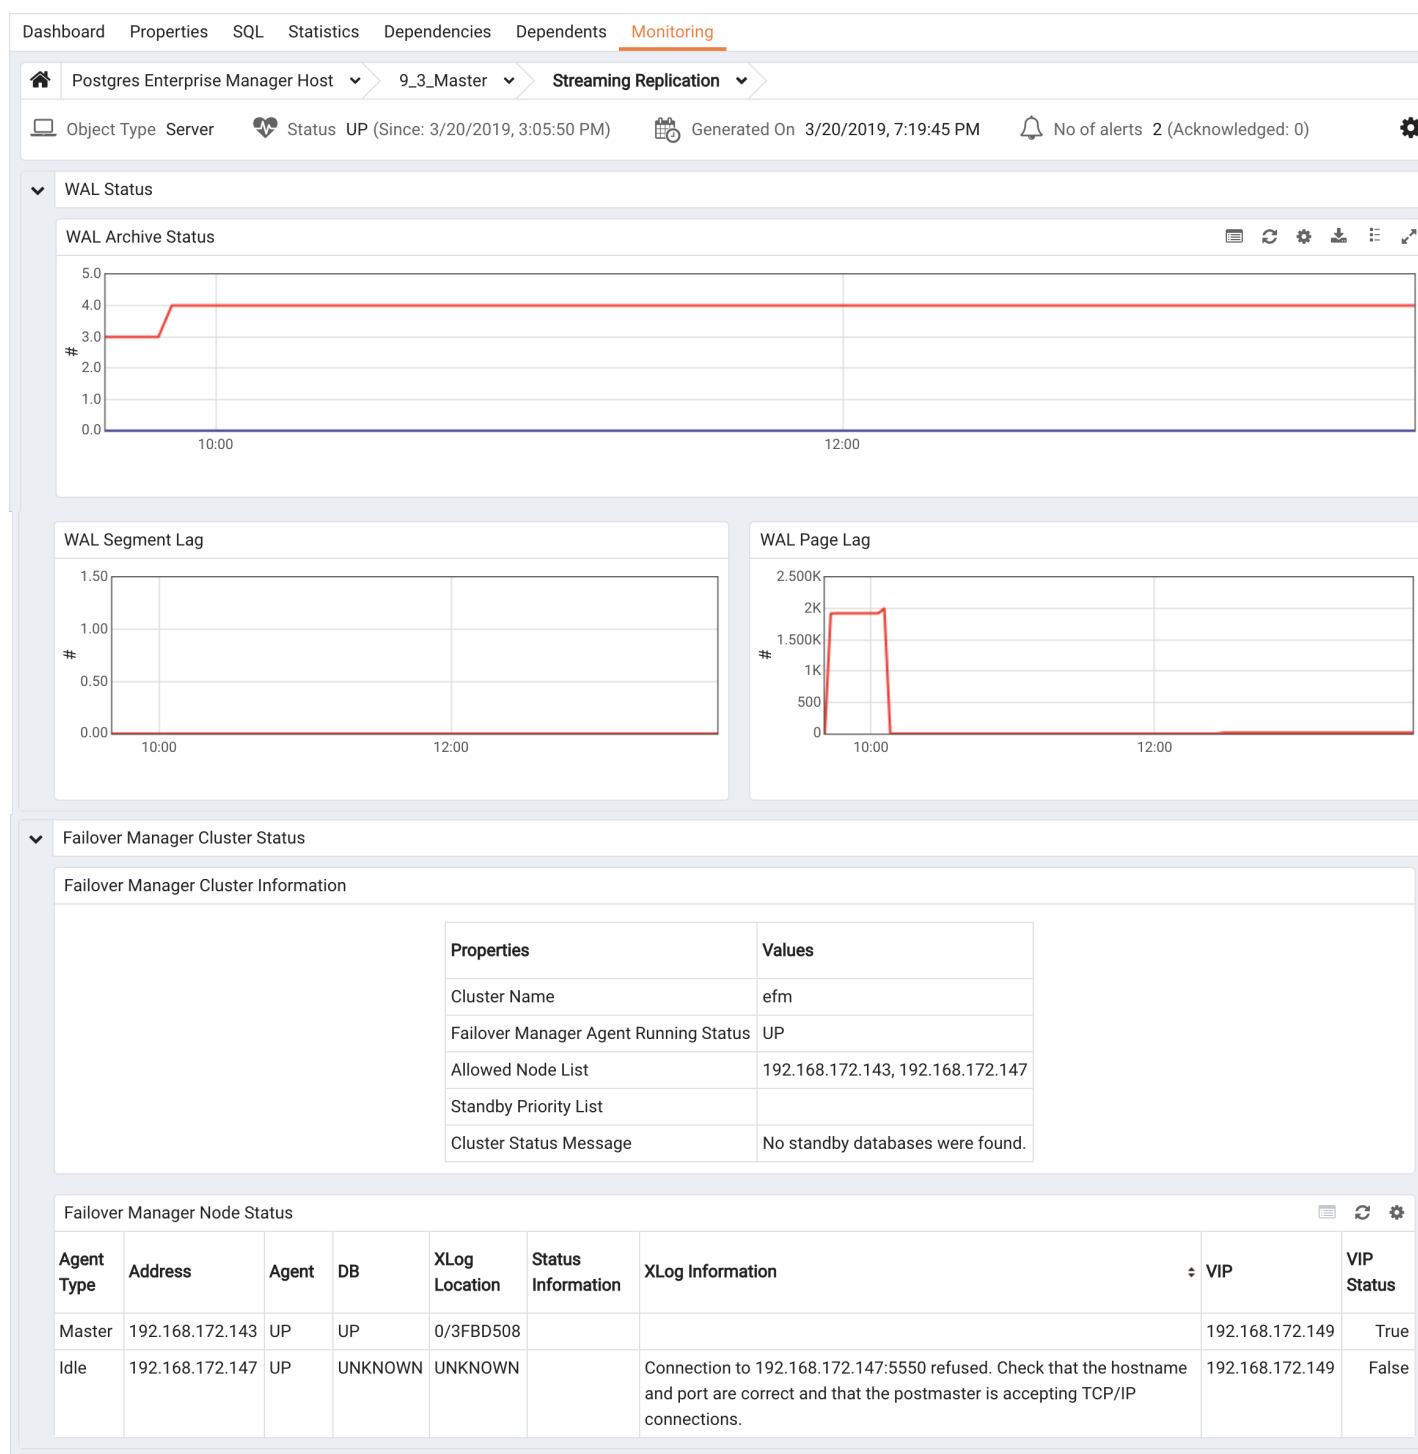 Dashboard Properties SQL Statistics Dependencies Dependents Monitoring
Postgres Enterprise Manager Host 9_3_Master Streaming Replication
Object Type Server Status UP (Since: 3/20/2019, 3:05:50 PM) Generated On 3/20/2019, 7:19:45 PM No of alerts 2 (Acknowledged: 0)
WAL Status
WAL Archive Status
5.0
4.0
3.0
#
2.0
1.0
0.0
10:00 12:00
WAL Segment Lag
1.50
1.00
#
0.50
0.00
10:00 12:00
WAL Page Lag
2.500K
2K
1.500K
#
1K
500
0
10:00 12:00
Failover Manager Cluster Status
Failover Manager Cluster Information
Properties Values
Cluster Name efm
Failover Manager Agent Running Status UP
Allowed Node List 192.168.172.143, 192.168.172.147
Standby Priority List
Cluster Status Message No standby databases were found.
Failover Manager Node Status
Agent Type Address Agent DB XLog Location Status Information XLog Information VIP VIP Status
Master 192.168.172.143 UP UP 0/3FBD508 192.168.172.149 True
Idle 192.168.172.147 UP UNKNOWN UNKNOWN Connection to 192.168.172.147:5550 refused. Check that the hostname 192.168.172.149 False
and port are correct and that the postmaster is accepting TCP/IP
connections.